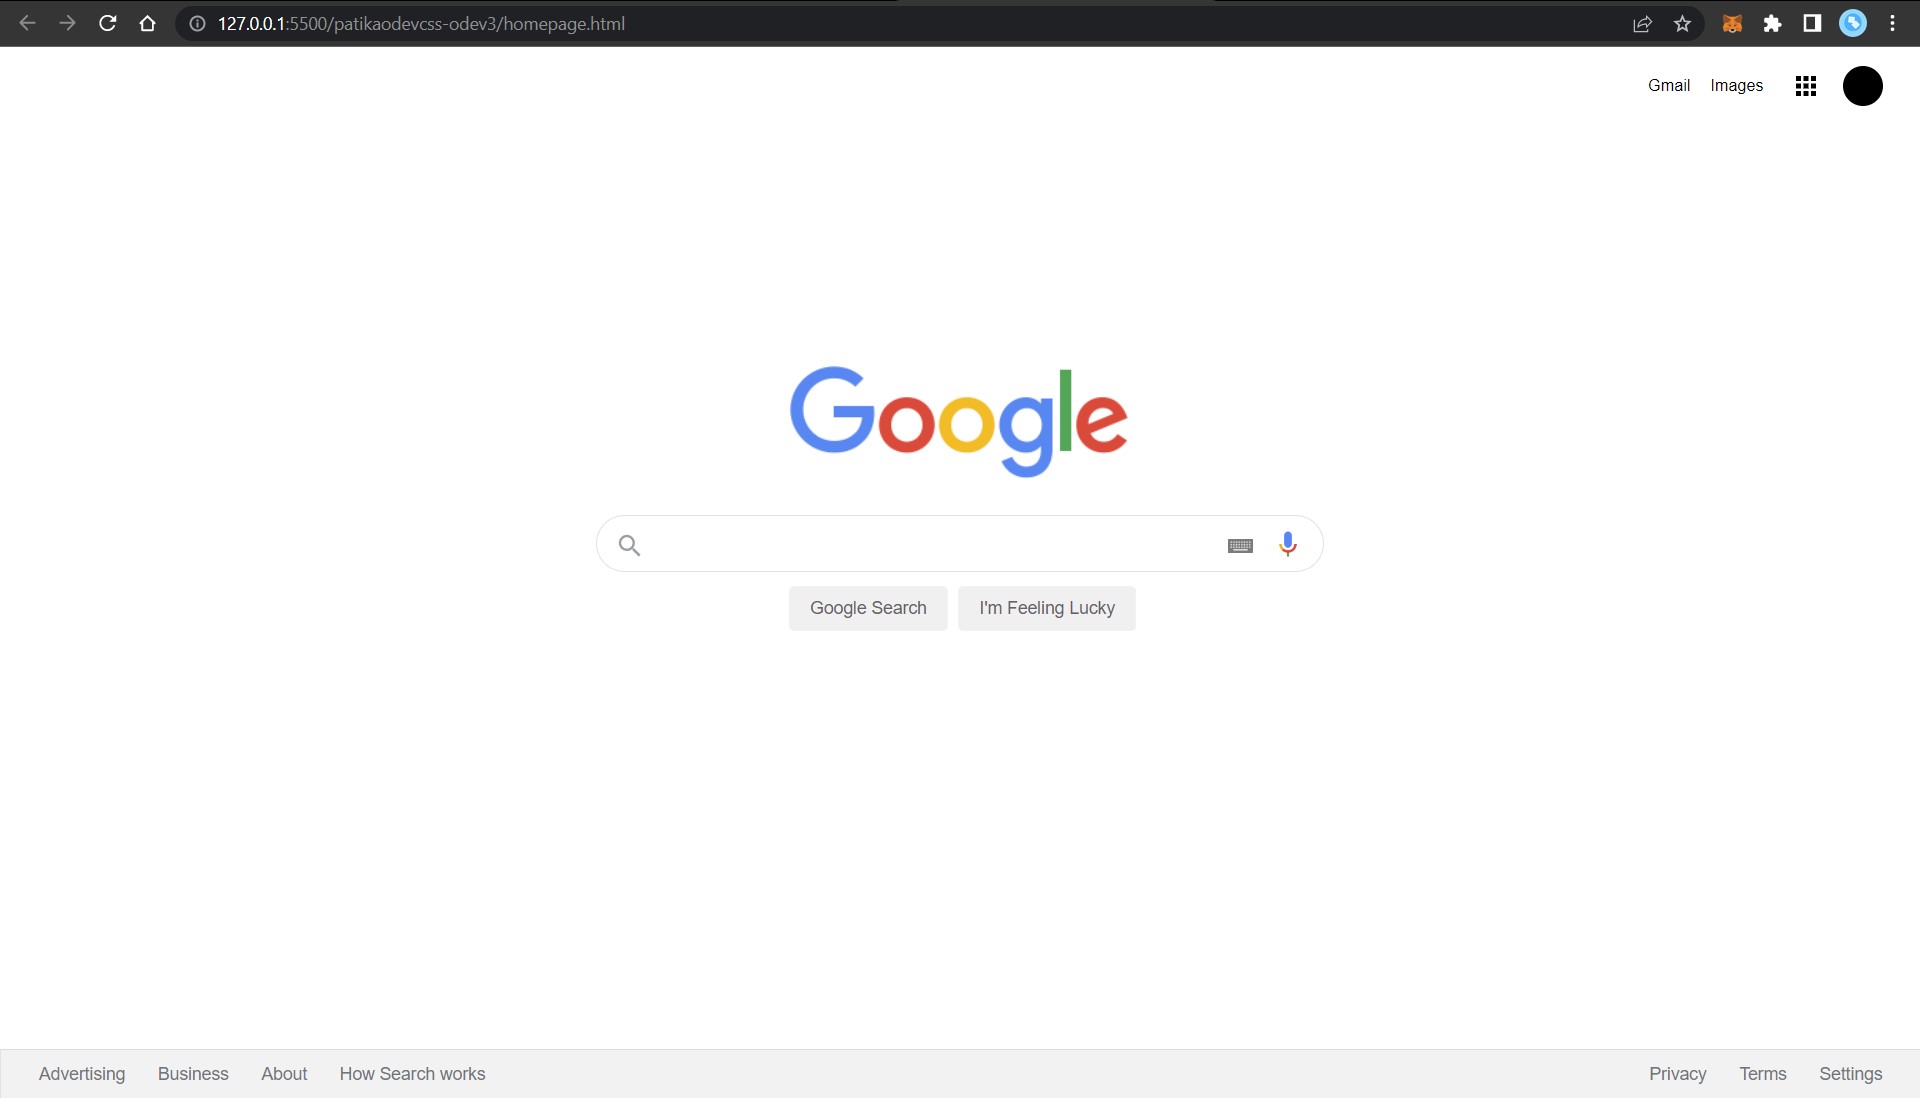 127.0.0.1:5500/patikaodevcss-odev3/homepage.html
Gmail Images
Google
Google Search I'm Feeling Lucky
Advertising Business About How Search works Privacy Terms Settings